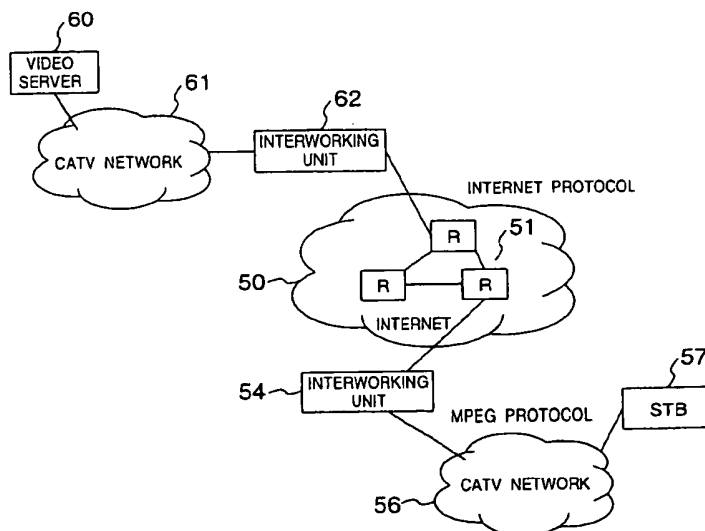 60
VIDEO
SERVER
61
CATV NETWORK
62
INTERWORKING
UNIT
INTERNET PROTOCOL
51
R
R
R
50
INTERNET
54
INTERWORKING
UNIT
MPEG PROTOCOL
57
STB
CATV NETWORK
56